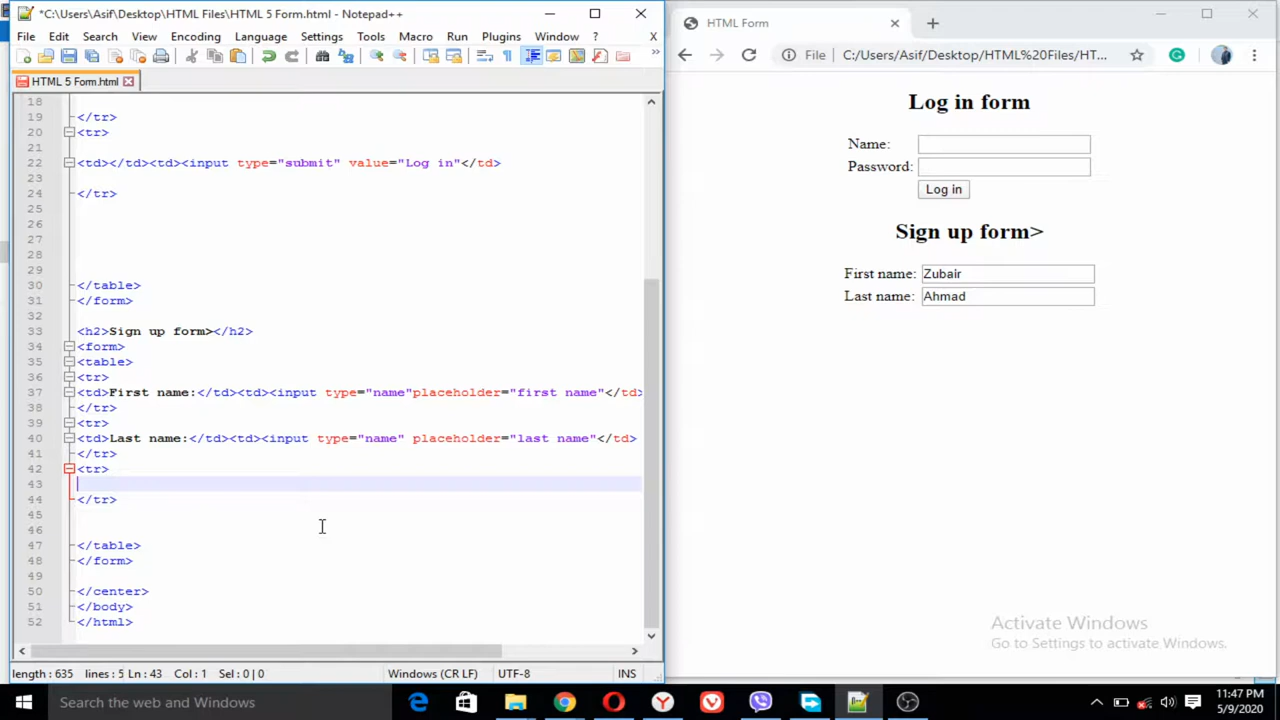 *C:\Users\Asif\Desktop\HTML Files\HTML 5 Form.html - Notepad++
File Edit Search View Encoding Language Settings Tools Macro Run Plugins Window ? X
HTML 5 Form.html
18
19 </tr>
20 <tr>
21
22 <td></td><td><input type="submit" value="Log in"</td>
23
24 </tr>
25
26
27
28
29
30 </table>
31 </form>
32
33 <h2>Sign up form></h2>
34 <form>
35 <table>
36 <tr>
37 <td>First name:</td><td><input type="name"placeholder="first name"</td>
38 </tr>
39 <tr>
40 <td>Last name:</td><td><input type="name" placeholder="last name"</td>
41 </tr>
42 <tr>
43
44 </tr>
45
46
47 </table>
48 </form>
49
50 </center>
51 </body>
52 </html>
length : 635 lines : 5 Ln : 43 Col : 1 Sel : 0 | 0 Windows (CR LF) UTF-8 INS
HTML Form
File C:/Users/Asif/Desktop/HTML%20Files/HT...
Log in form
Name:
Password:
Log in
Sign up form>
First name: Zubair
Last name: Ahmad
Activate Windows
Go to Settings to activate Windows.
Search the web and Windows
11:47 PM
5/9/2020